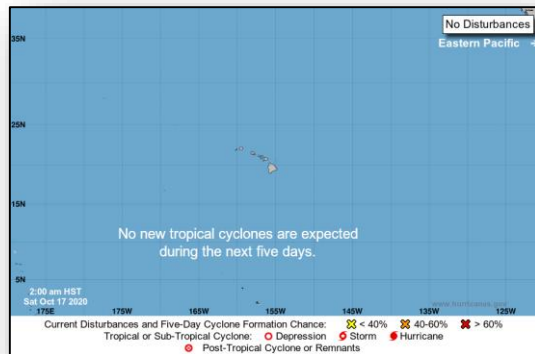 No Disturbances
35N
Eastern Pacific
25N
No new tropical cyclones are expected
during the next five days.
15N
5N
2:00 am HST
Sat Oct 17 2020
www.hurricanes.gov
175E 175W 165W 155W 145W 135W 125W
Current Disturbances and Five-Day Cyclone Formation Chance: < 40% 40-60% > 60%
Tropical or Sub-Tropical Cyclone: Depression Storm Hurricane
Post-Tropical Cyclone or Remnants